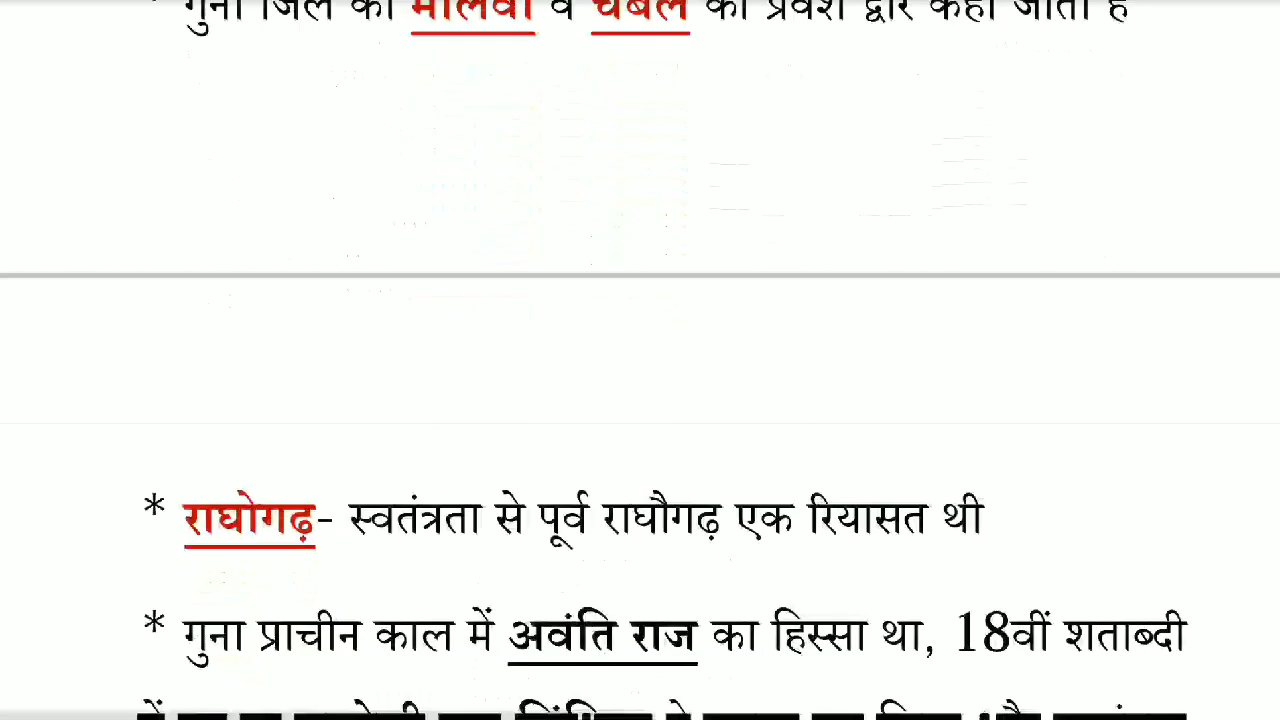 * गुना जिले को मालवा व चंबल का प्रवेश द्वार कहा जाता है
* राघोगढ़- स्वतंत्रता से पूर्व राघौगढ़ एक रियासत थी
* गुना प्राचीन काल में अवंति राज का हिस्सा था, 18वीं शताब्दी